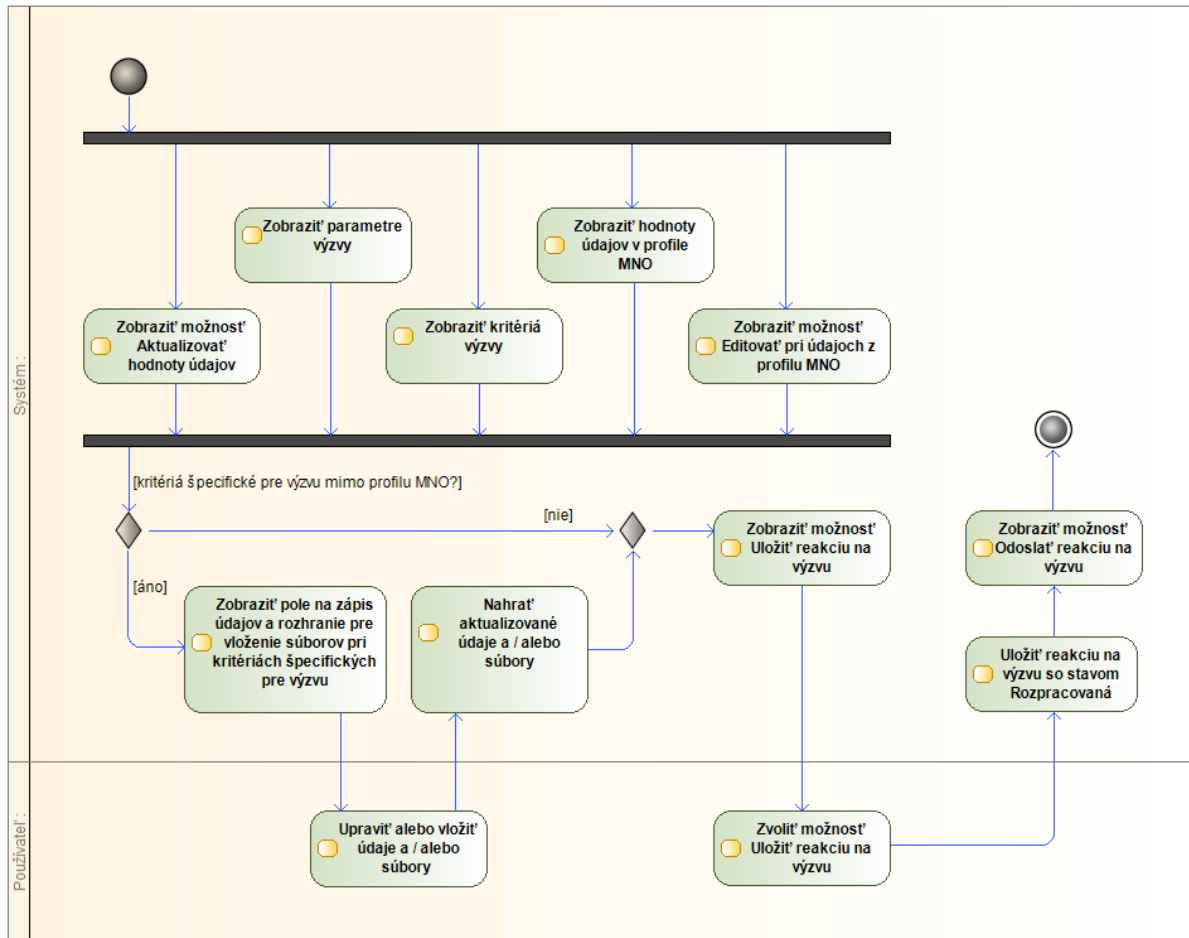 Systém :
Zobraziť parametre
výzvy
Zobraziť hodnoty
údajov v profile
MNO
Zobraziť možnosť
Aktualizovať
hodnoty údajov
Zobraziť kritériá
výzvy
Zobraziť možnosť
Editovať pri údajoch z
profilu MNO
[kritériá špecifické pre výzvu mimo profilu MNO?]
[nie]
[áno]
Zobraziť možnosť
Uložiť reakciu na
výzvu
Zobraziť možnosť
Odoslať reakciu na
výzvu
Zobraziť pole na zápis
údajov a rozhranie pre
vloženie súborov pri
kritériách špecifických
pre výzvu
Nahrať
aktualizované
údaje a / alebo
súbory
Uložiť reakciu na
výzvu so stavom
Rozpracovaná
Používateľ :
Upraviť alebo vložiť
údaje a / alebo
súbory
Zvoliť možnosť
Uložiť reakciu na
výzvu